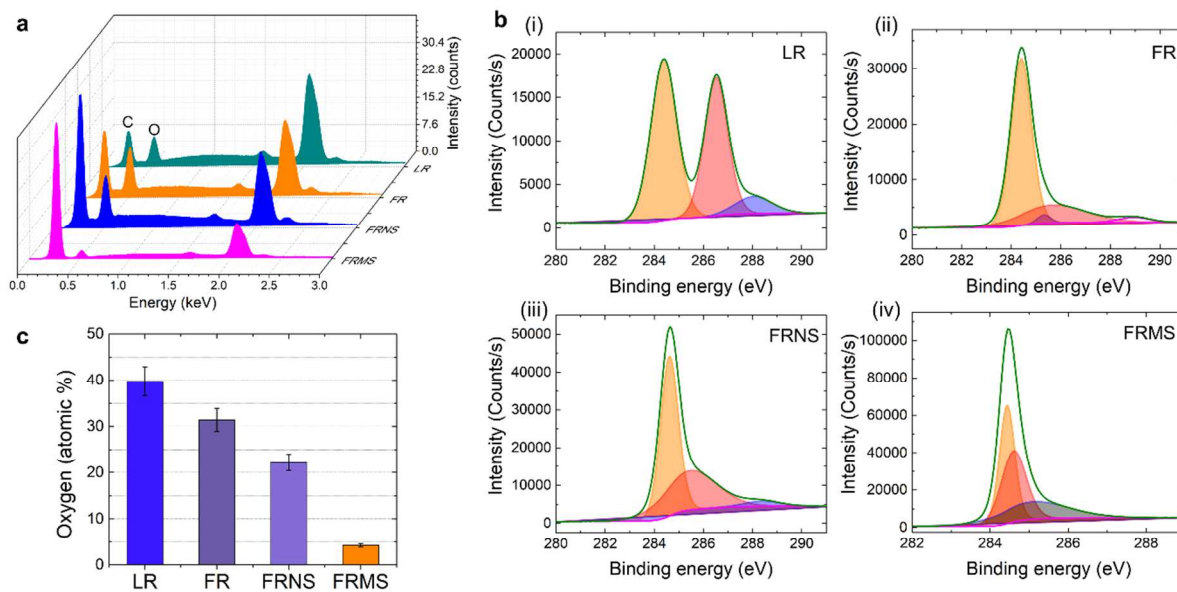 a
30.4
22.8
15.2
7.6
0.0
Intensity (counts)
C O
LR
FR
FRNS
FRMS
0.0 0.5 1.0 1.5 2.0 2.5 3.0
Energy (keV)
b
(i)
LR
20000
15000
10000
5000
0
Intensity (Counts/s)
280 282 284 286 288 290
Binding energy (eV)
(ii)
FR
30000
20000
10000
0
Intensity (Counts/s)
280 282 284 286 288 290
Binding energy (eV)
(iii)
FRNS
50000
40000
30000
20000
10000
0
Intensity (Counts/s)
280 282 284 286 288 290
Binding energy (eV)
(iv)
FRMS
100000
80000
60000
40000
20000
0
Intensity (Counts/s)
282 284 286 288
Binding energy (eV)
c
50
40
30
20
10
0
Oxygen (atomic %)
LR FR FRNS FRMS